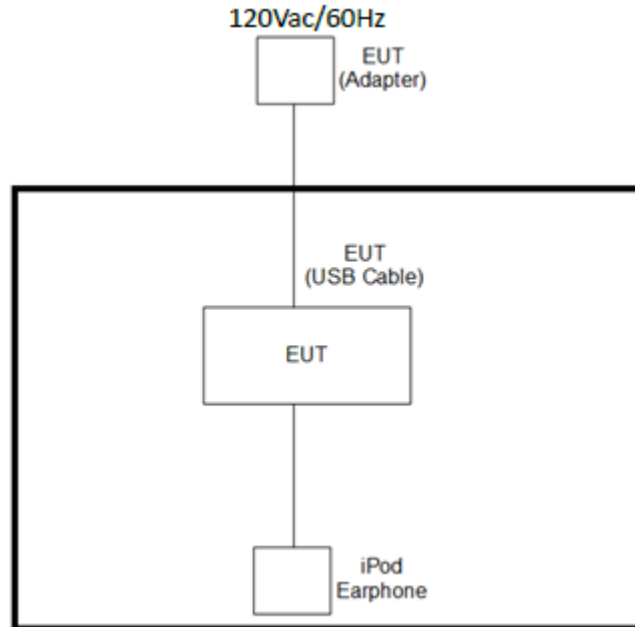 120Vac/60Hz
EUT
(Adapter)
EUT
(USB Cable)
EUT
iPod
Earphone